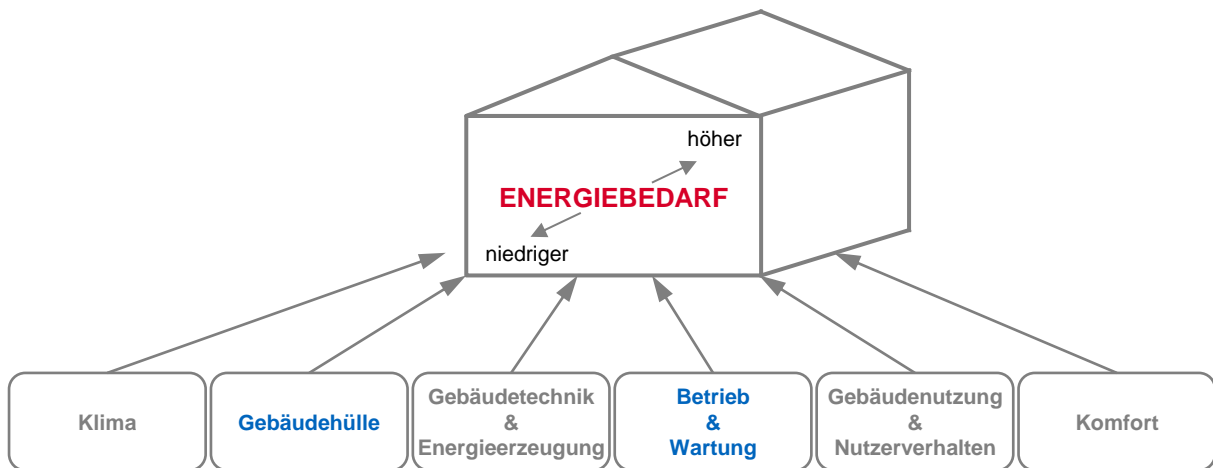 höher
ENERGIEBEDARF
niedriger
Klima
Gebäudehülle
Gebäudetechnik
&
Energieerzeugung
Betrieb
&
Wartung
Gebäudenutzung
&
Nutzerverhalten
Komfort